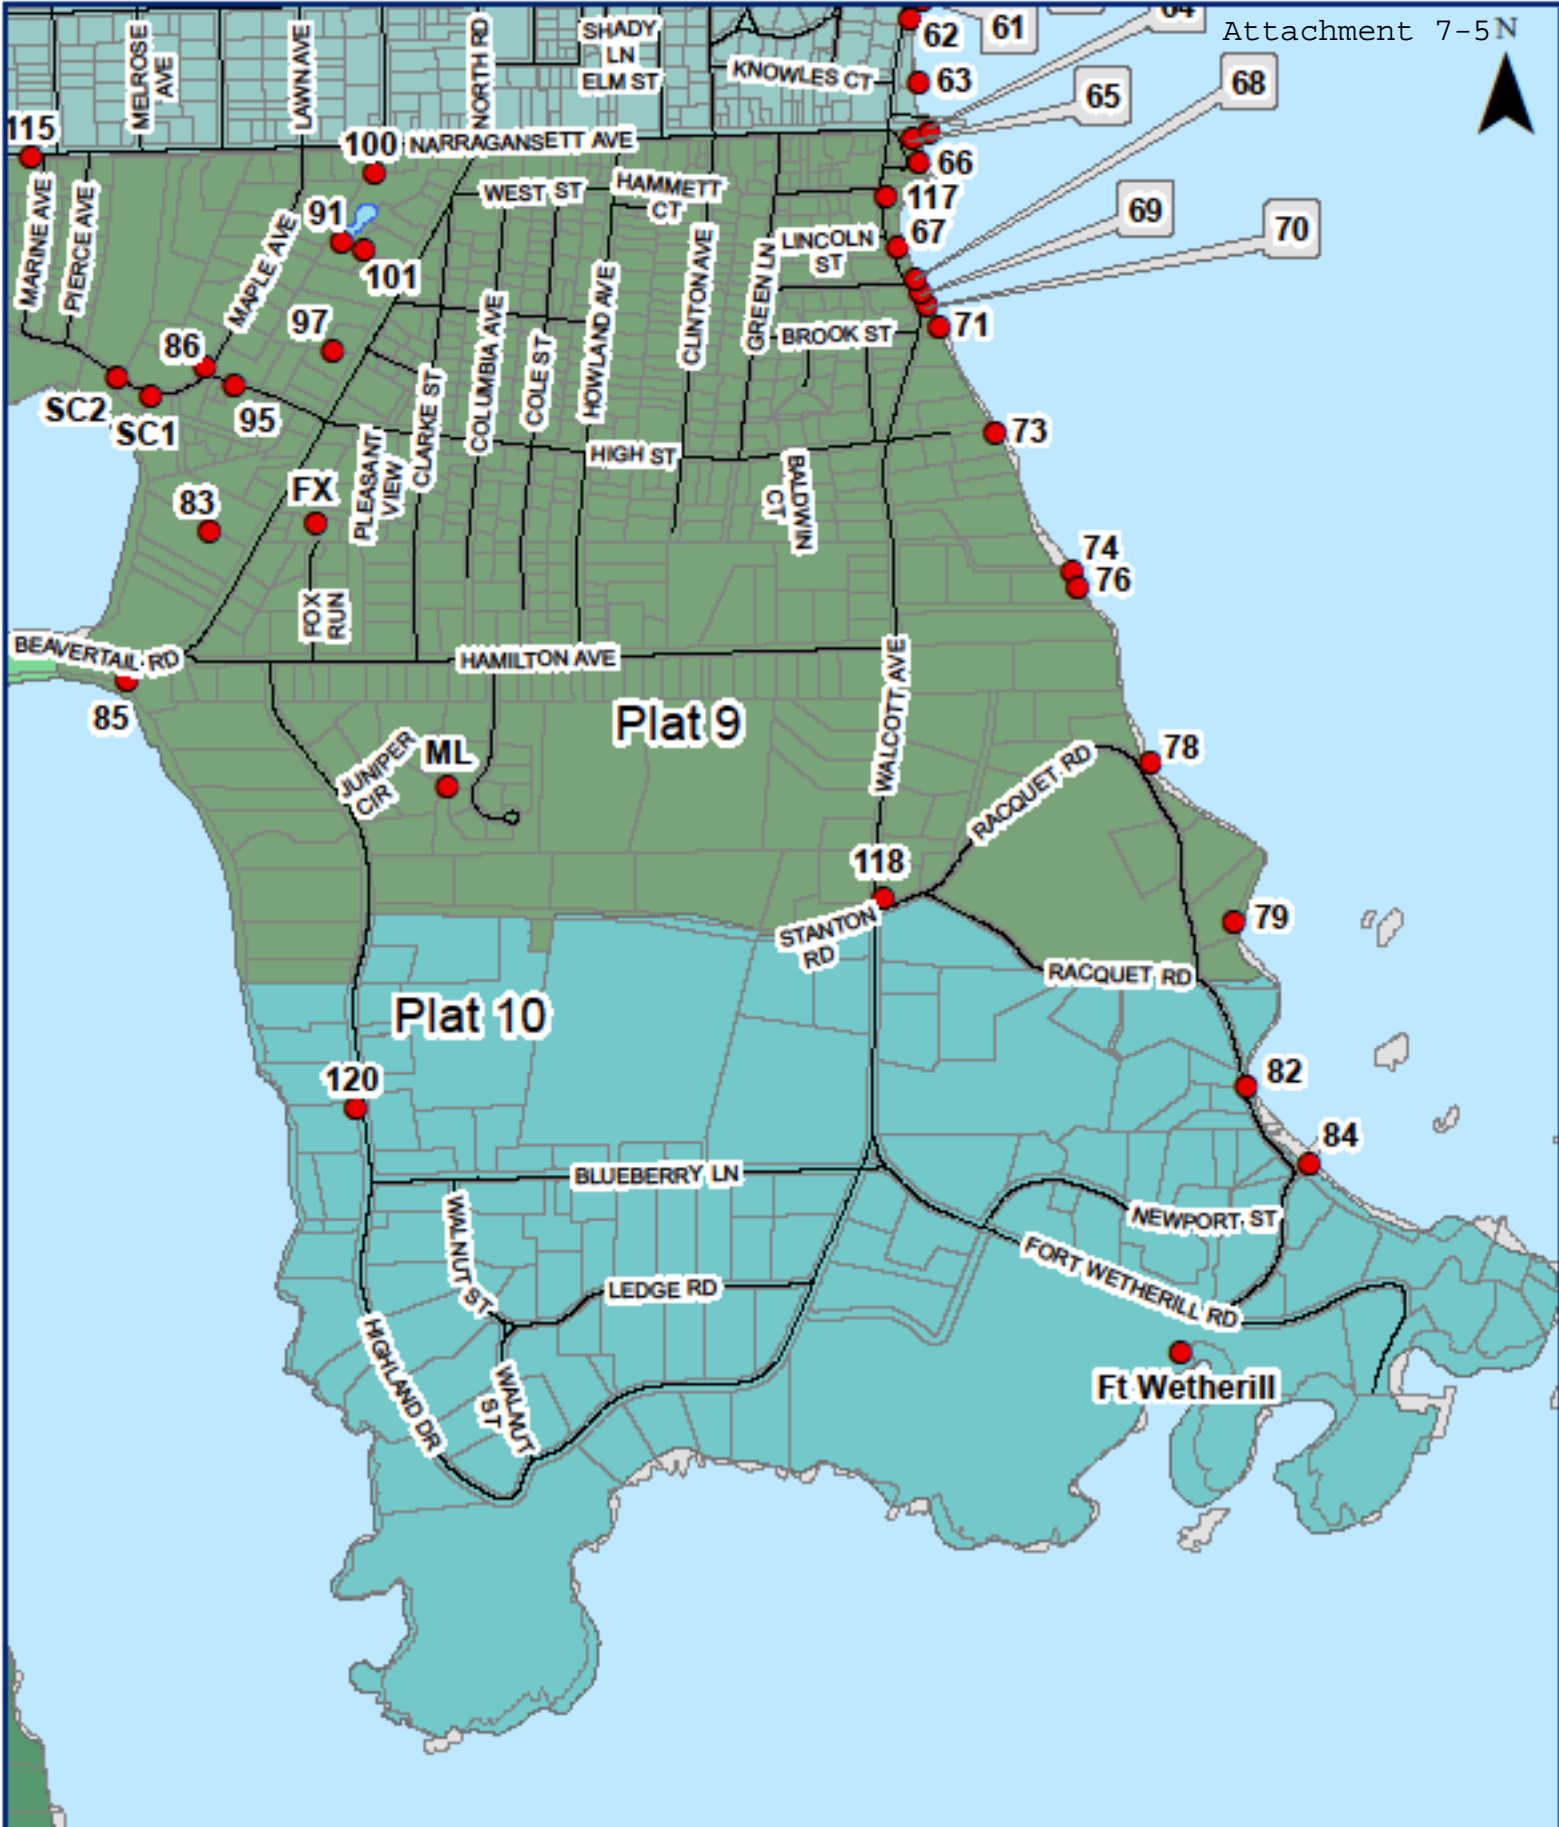 Attachment 7-5
N
61
64
62
MELROSE
AVE
LAWN AVE
NORTH RD
SHADY
LN
ELM ST
KNOWLES CT
63
65
68
115
100
NARRAGANSETT AVE
66
MARINE AVE
PIERCE AVE
WEST ST
HAMMETT
CT
117
69
91
MAPLE AVE
LINCOLN
ST
67
70
101
CLINTON AVE
GREEN LN
97
COLUMBIA AVE
HOWLAND AVE
BROOK ST
71
86
COLE ST
CLARKE ST
SC2
SC1
95
73
HIGH ST
PLEASANT
VIEW
BALDWIN
CT
83
FX
74
76
FOX
RUN
BEAVERTAIL RD
HAMILTON AVE
WALCOTT AVE
85
Plat 9
JUNIPER
CIR
ML
78
RACQUET RD
118
STANTON
RD
79
RACQUET RD
Plat 10
120
82
84
BLUEBERRY LN
WALNUT ST
NEWPORT ST
FORT WETHERILL RD
LEDGE RD
HIGHLAND DR
WALNUT
ST
Ft Wetherill